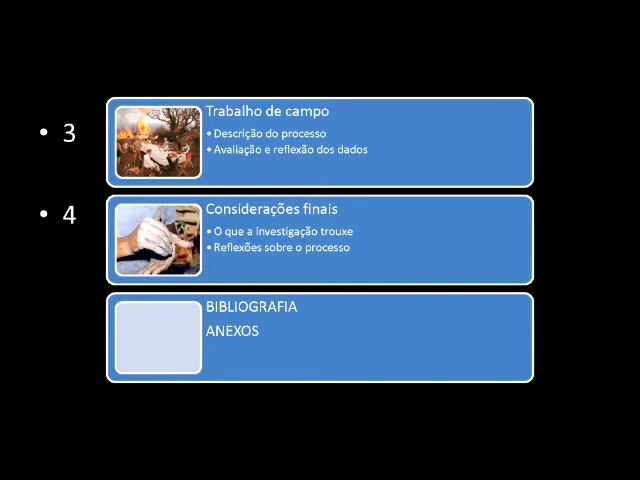 • 3
Trabalho de campo
• Descrição do processo
• Avaliação e reflexão dos dados
• 4
Considerações finais
• O que a investigação trouxe
• Reflexões sobre o processo
BIBLIOGRAFIA
ANEXOS